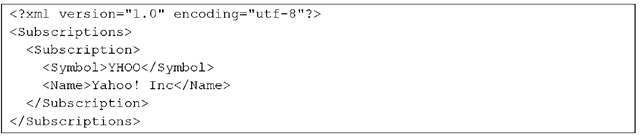 <?xml version="1.0" encoding="utf-8"?>
<Subscriptions>
  <Subscription>
    <Symbol>YHOO</Symbol>
    <Name>Yahoo! Inc</Name>
  </Subscription>
</Subscriptions>